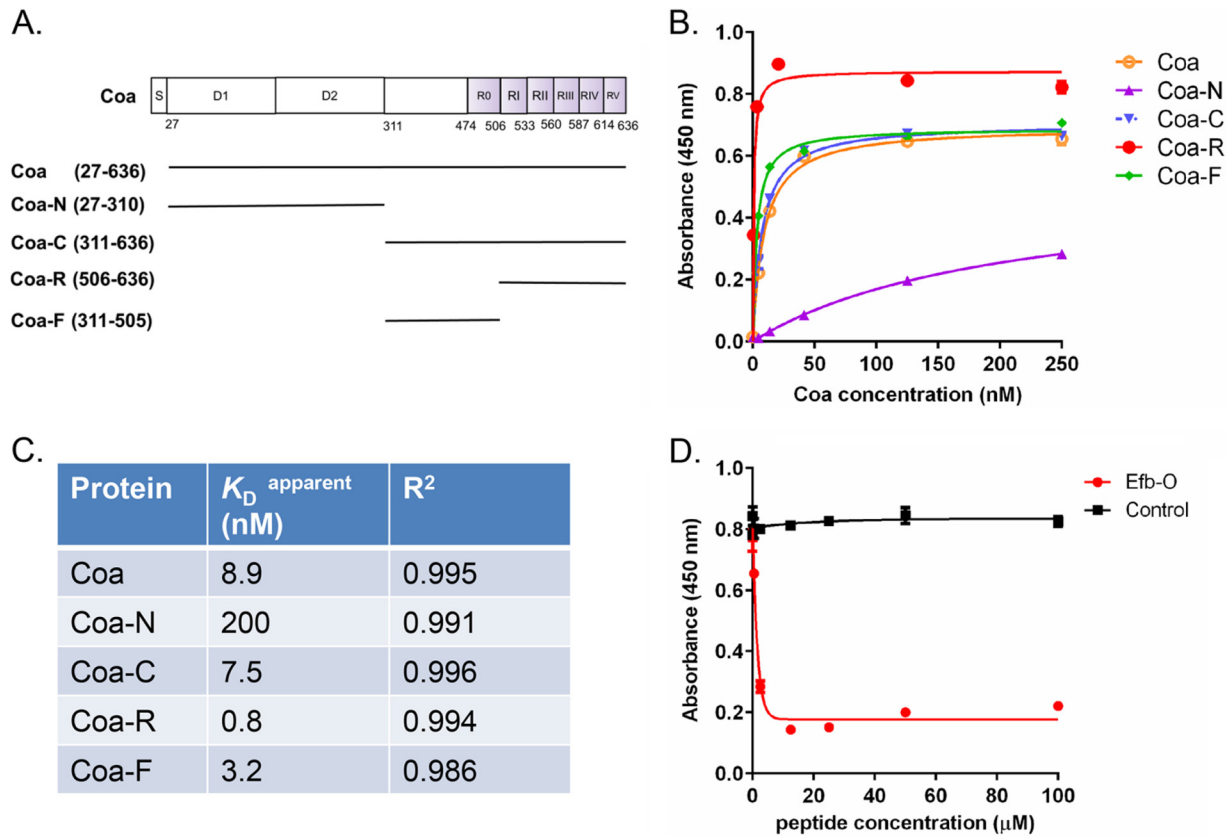 A.
Coa S D1 D2 R0 RI RII RIII RIV RV
27 311 474 506 533 560 587 614 636
Coa (27-636)
Coa-N (27-310)
Coa-C (311-636)
Coa-R (506-636)
Coa-F (311-505)
B.
1.0
0.8
0.6
0.4
0.2
0.0
Absorbance (450 nm)
0 50 100 150 200 250
Coa concentration (nM)
Coa
Coa-N
Coa-C
Coa-R
Coa-F
C.
Protein K_D apparent (nM) R²
Coa 8.9 0.995
Coa-N 200 0.991
Coa-C 7.5 0.996
Coa-R 0.8 0.994
Coa-F 3.2 0.986
D.
1.0
0.8
0.6
0.4
0.2
0.0
Absorbance (450 nm)
0 20 40 60 80 100
peptide concentration (μM)
Efb-O
Control